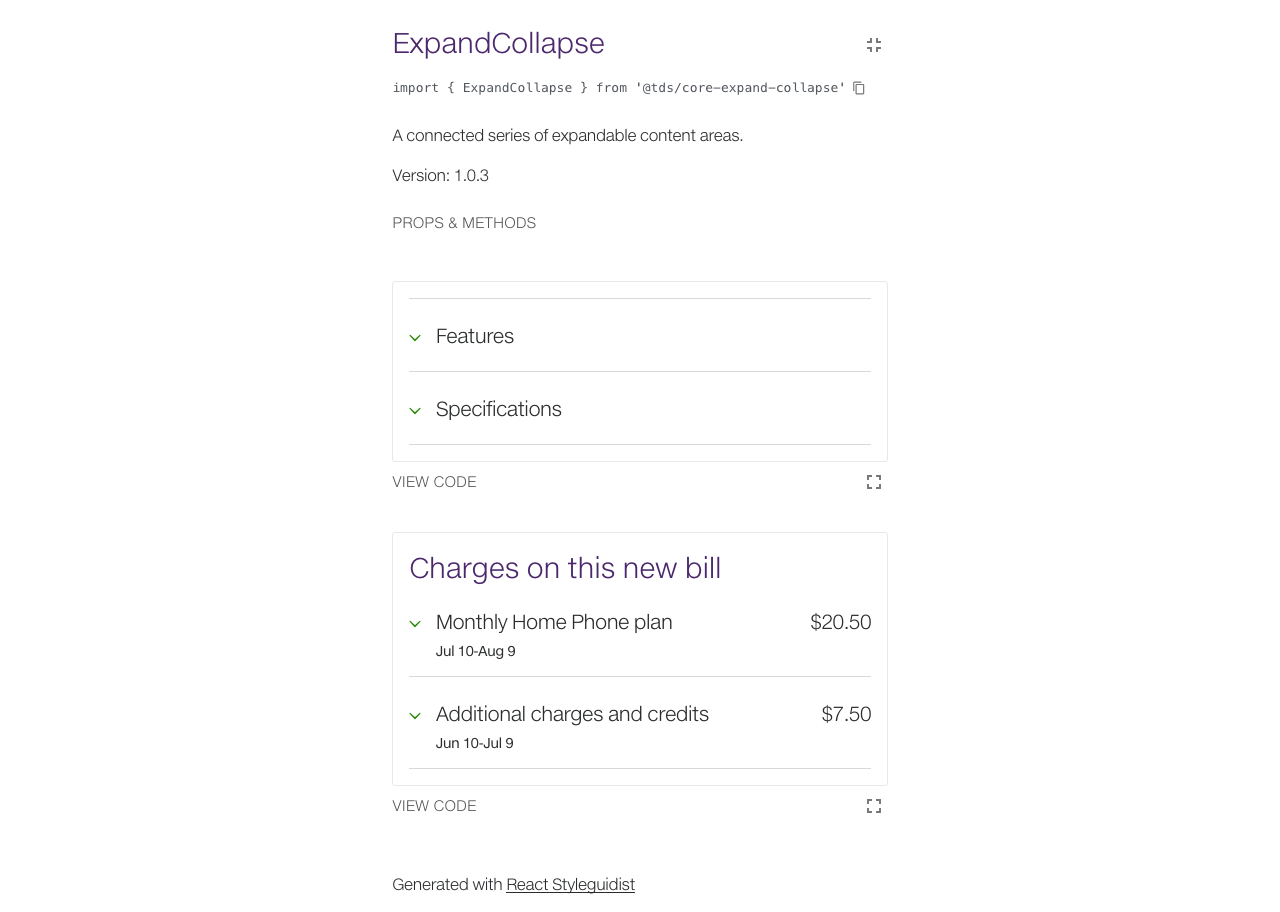 ExpandCollapse
import { ExpandCollapse } from '@tds/core-expand-collapse'
A connected series of expandable content areas.
Version: 1.0.3
PROPS & METHODS
Features
Specifications
VIEW CODE
Charges on this new bill
Monthly Home Phone plan $20.50
Jul 10-Aug 9
Additional charges and credits $7.50
Jun 10-Jul 9
VIEW CODE
Generated with React Styleguidist